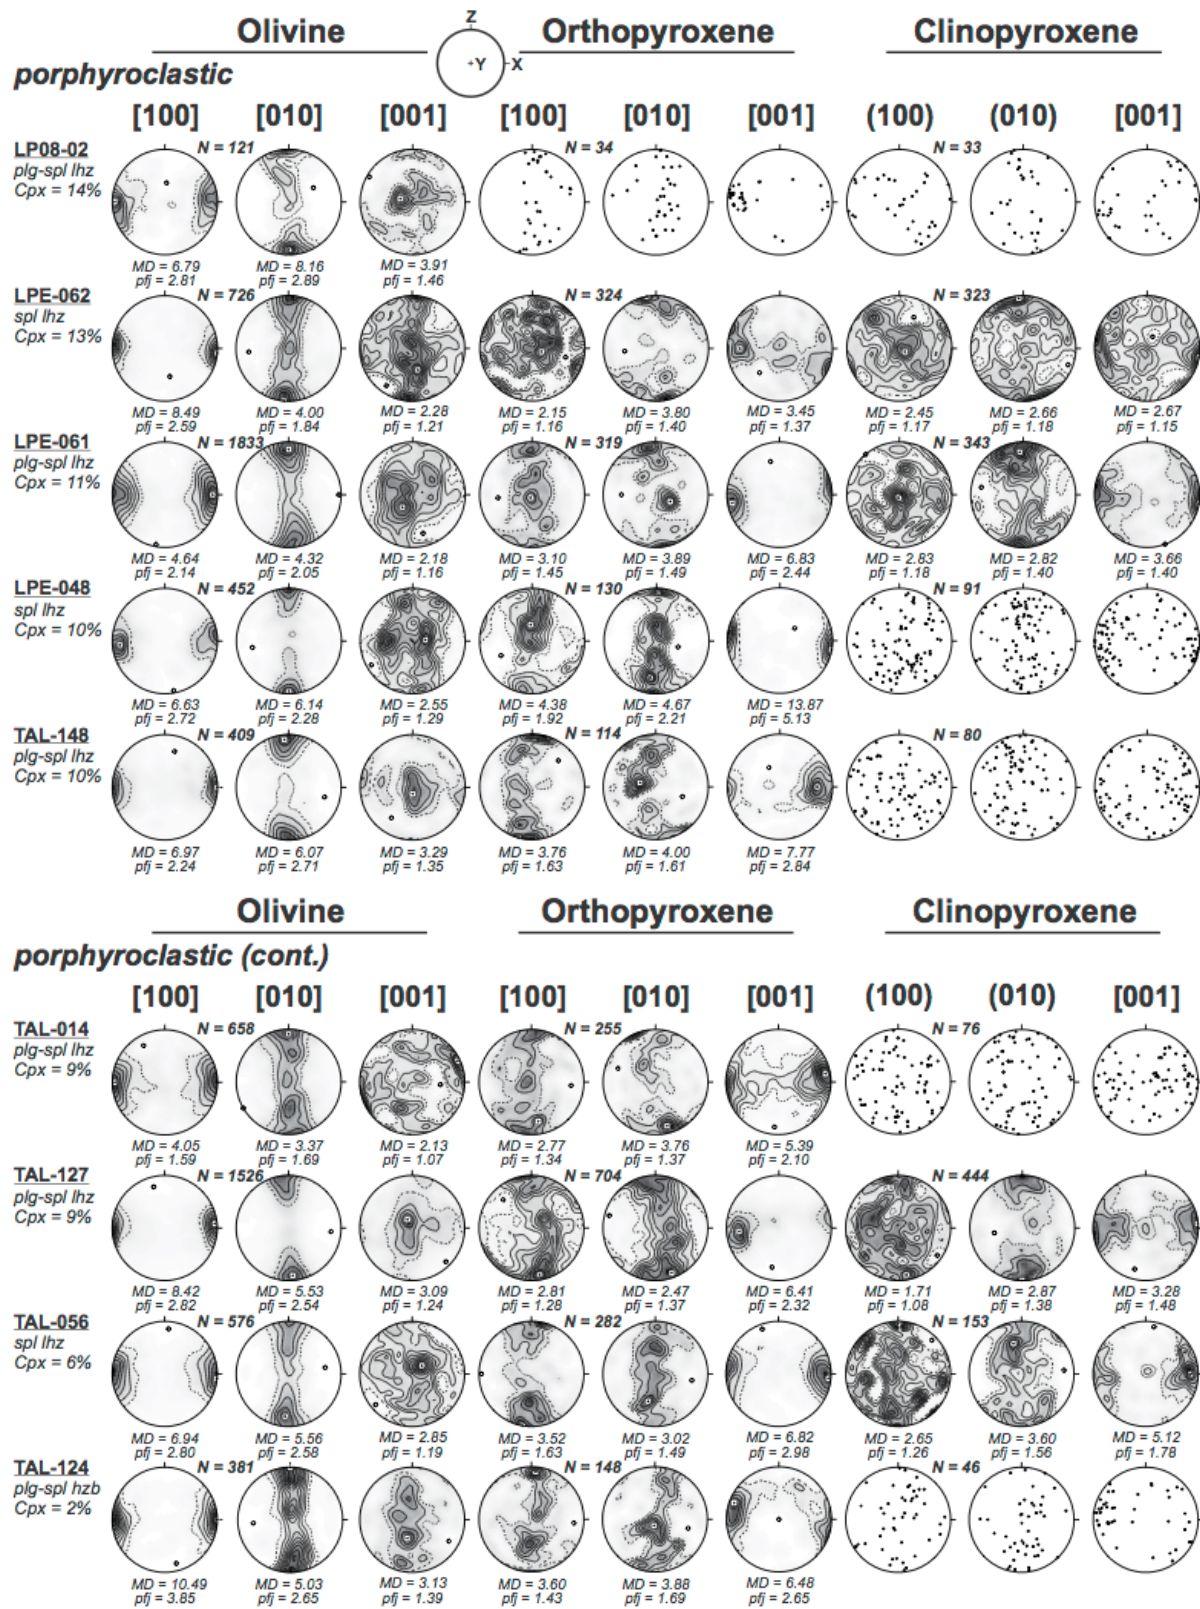 Olivine Z Orthopyroxene Clinopyroxene
+Y X
porphyroclastic
[100] [010] [001] [100] [010] [001] (100) (010) [001]
LP08-02 N = 121 N = 34 N = 33
plg-spl lhz
Cpx = 14%
MD = 6.79 MD = 8.16 MD = 3.91
pfj = 2.81 pfj = 2.89 pfj = 1.46
LPE-062 N = 726 N = 324 N = 323
spl lhz
Cpx = 13%
MD = 8.49 MD = 4.00 MD = 2.28 MD = 2.15 MD = 3.80 MD = 3.45 MD = 2.45 MD = 2.66 MD = 2.67
pfj = 2.59 pfj = 1.84 pfj = 1.21 pfj = 1.16 pfj = 1.40 pfj = 1.37 pfj = 1.17 pfj = 1.18 pfj = 1.15
LPE-061 N = 1833 N = 319 N = 343
plg-spl lhz
Cpx = 11%
MD = 4.64 MD = 4.32 MD = 2.18 MD = 3.10 MD = 3.89 MD = 6.83 MD = 2.83 MD = 2.82 MD = 3.66
pfj = 2.14 pfj = 2.05 pfj = 1.16 pfj = 1.45 pfj = 1.49 pfj = 2.44 pfj = 1.18 pfj = 1.40 pfj = 1.40
LPE-048 N = 452 N = 130 N = 91
spl lhz
Cpx = 10%
MD = 6.63 MD = 6.14 MD = 2.55 MD = 4.38 MD = 4.67 MD = 13.87
pfj = 2.72 pfj = 2.28 pfj = 1.29 pfj = 1.92 pfj = 2.21 pfj = 5.13
TAL-148 N = 409 N = 114 N = 80
plg-spl lhz
Cpx = 10%
MD = 6.97 MD = 6.07 MD = 3.29 MD = 3.76 MD = 4.00 MD = 7.77
pfj = 2.24 pfj = 2.71 pfj = 1.35 pfj = 1.63 pfj = 1.61 pfj = 2.84
Olivine Orthopyroxene Clinopyroxene
porphyroclastic (cont.)
[100] [010] [001] [100] [010] [001] (100) (010) [001]
TAL-014 N = 658 N = 255 N = 76
plg-spl lhz
Cpx = 9%
MD = 4.05 MD = 3.37 MD = 2.13 MD = 2.77 MD = 3.76 MD = 5.39
pfj = 1.59 pfj = 1.69 pfj = 1.07 pfj = 1.34 pfj = 1.37 pfj = 2.10
TAL-127 N = 1526 N = 704 N = 444
plg-spl lhz
Cpx = 9%
MD = 8.42 MD = 5.53 MD = 3.09 MD = 2.81 MD = 2.47 MD = 6.41 MD = 1.71 MD = 2.87 MD = 3.28
pfj = 2.82 pfj = 2.54 pfj = 1.24 pfj = 1.28 pfj = 1.37 pfj = 2.32 pfj = 1.08 pfj = 1.38 pfj = 1.48
TAL-056 N = 576 N = 282 N = 153
spl lhz
Cpx = 6%
MD = 6.94 MD = 5.56 MD = 2.85 MD = 3.52 MD = 3.02 MD = 6.82 MD = 2.65 MD = 3.60 MD = 5.12
pfj = 2.80 pfj = 2.58 pfj = 1.19 pfj = 1.63 pfj = 1.49 pfj = 2.98 pfj = 1.26 pfj = 1.56 pfj = 1.78
TAL-124 N = 381 N = 148 N = 46
plg-spl hzb
Cpx = 2%
MD = 10.49 MD = 5.03 MD = 3.13 MD = 3.60 MD = 3.88 MD = 6.48
pfj = 3.85 pfj = 2.65 pfj = 1.39 pfj = 1.43 pfj = 1.69 pfj = 2.65